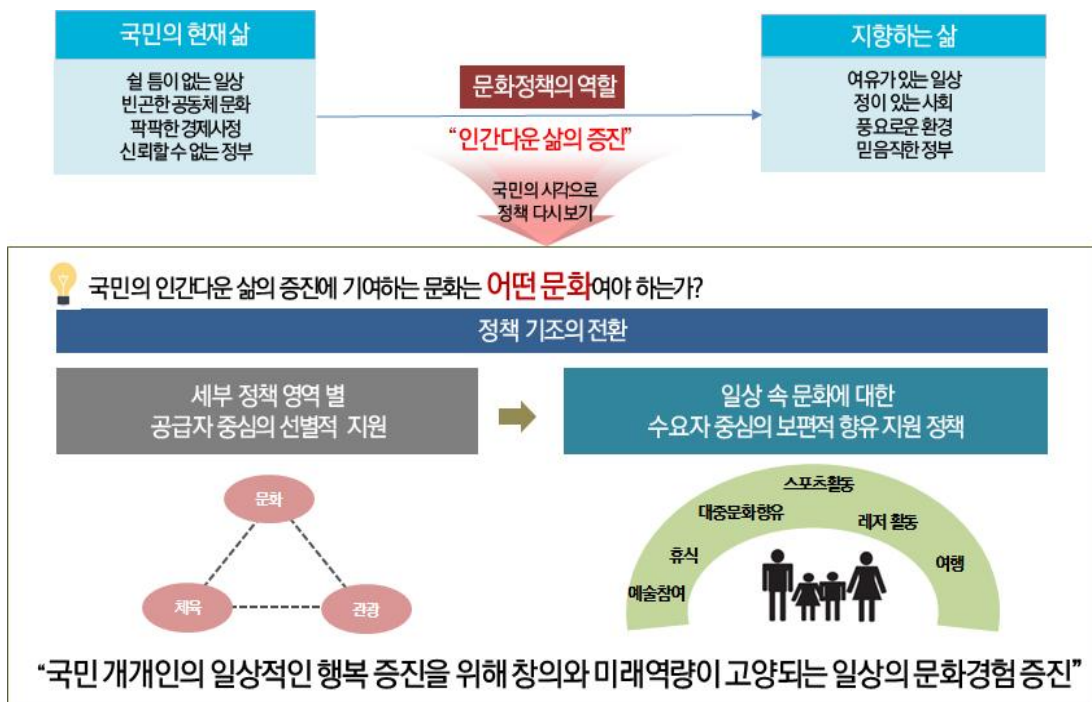 국민의 현재 삶
쉴 틈이 없는 일상
빈곤한 공동체 문화
팍팍한 경제사정
신뢰할 수 없는 정부
문화정책의 역할
“인간다운 삶의 증진”
국민의 시각으로
정책 다시 보기
지향하는 삶
여유가 있는 일상
정이 있는 사회
풍요로운 환경
믿음직한 정부
국민의 인간다운 삶의 증진에 기여하는 문화는 어떤 문화여야 하는가?
정책 기조의 전환
세부 정책 영역 별
공급자 중심의 선별적 지원
일상 속 문화에 대한
수요자 중심의 보편적 향유 지원 정책
문화
체육
관광
스포츠활동
대중문화향유
레저 활동
휴식
여행
예술참여
“국민 개개인의 일상적인 행복 증진을 위해 창의와 미래역량이 고양되는 일상의 문화경험 증진”